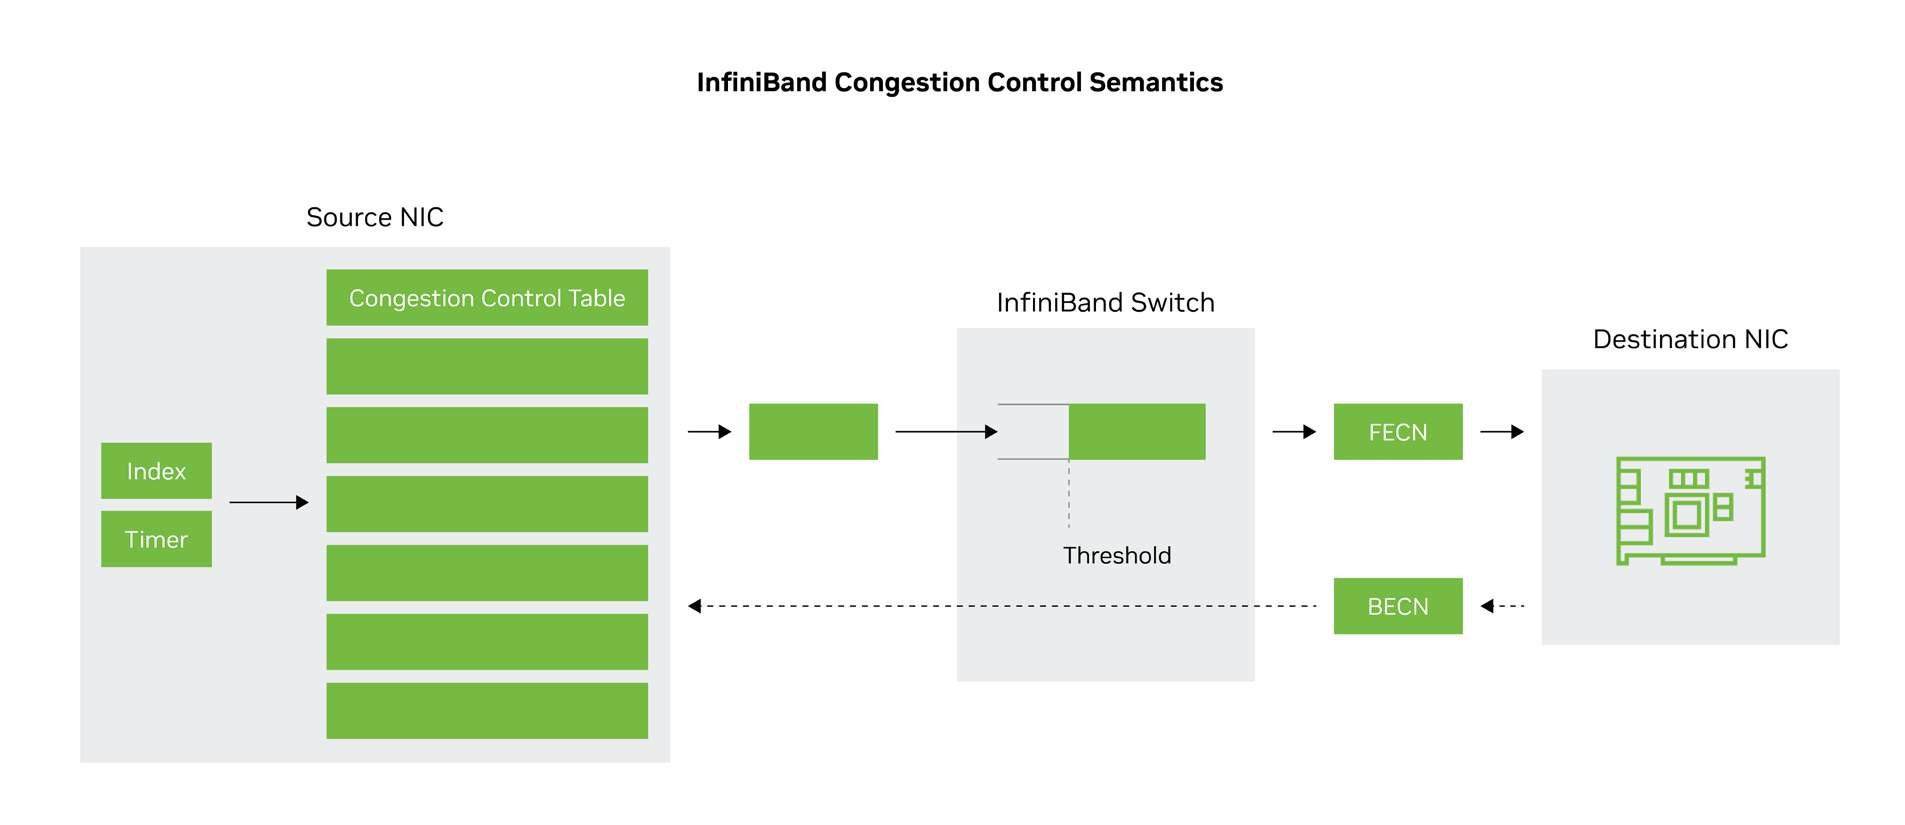 InfiniBand Congestion Control Semantics
Source NIC
Congestion Control Table
Index
Timer
InfiniBand Switch
Threshold
FECN
BECN
Destination NIC